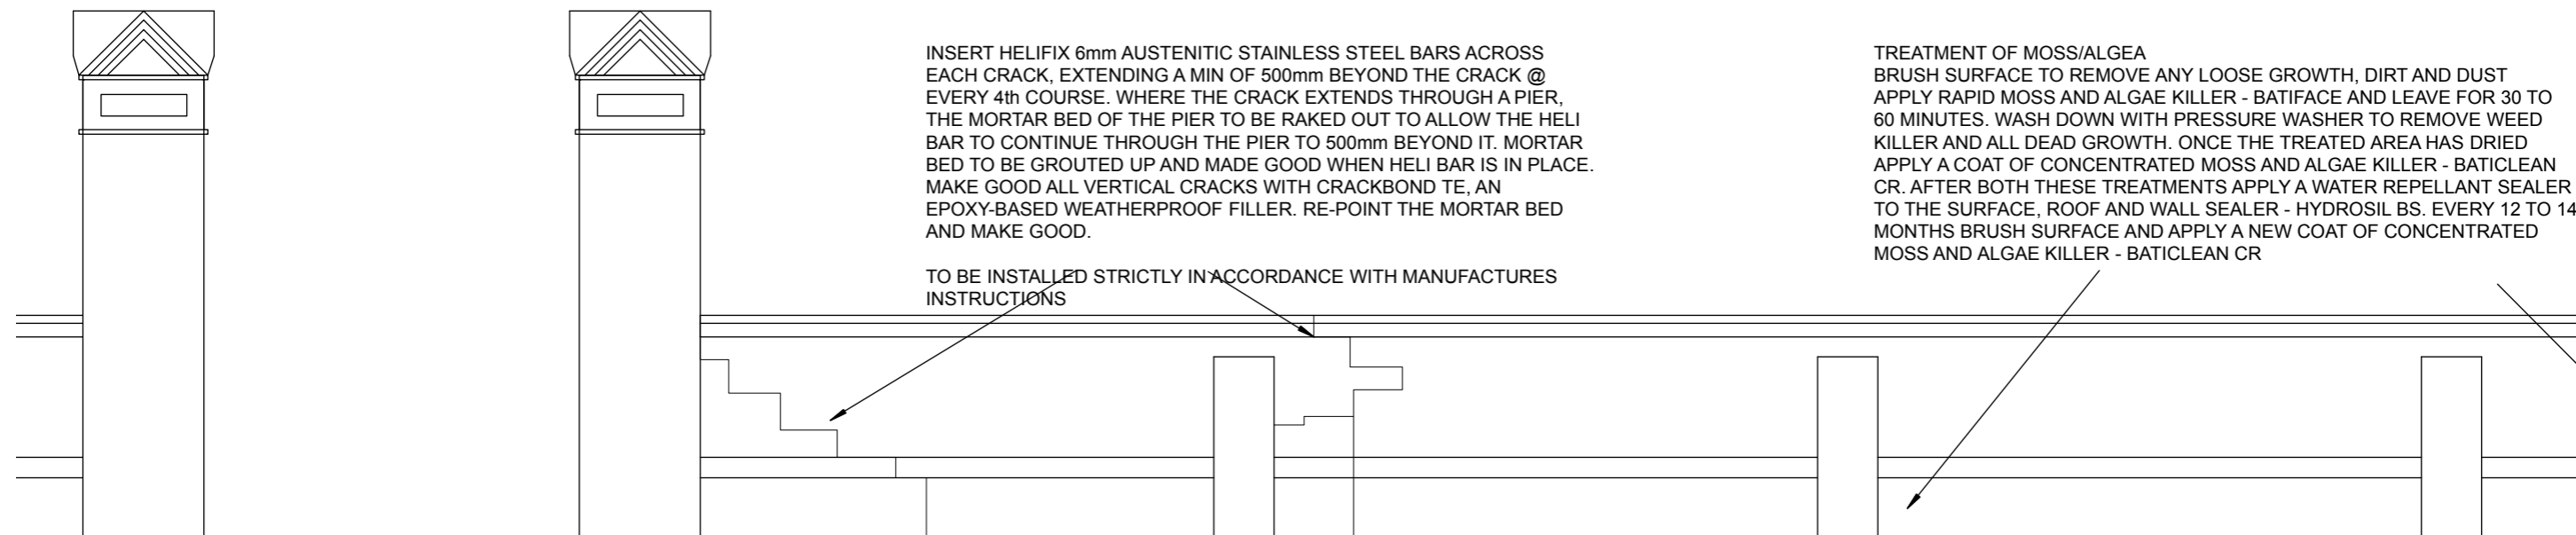 INSERT HELIFIX 6mm AUSTENITIC STAINLESS STEEL BARS ACROSS
EACH CRACK, EXTENDING A MIN OF 500mm BEYOND THE CRACK @
EVERY 4th COURSE. WHERE THE CRACK EXTENDS THROUGH A PIER,
THE MORTAR BED OF THE PIER TO BE RAKED OUT TO ALLOW THE HELI
BAR TO CONTINUE THROUGH THE PIER TO 500mm BEYOND IT. MORTAR
BED TO BE GROUTED UP AND MADE GOOD WHEN HELI BAR IS IN PLACE.
MAKE GOOD ALL VERTICAL CRACKS WITH CRACKBOND TE, AN
EPOXY-BASED WEATHERPROOF FILLER. RE-POINT THE MORTAR BED
AND MAKE GOOD.
TO BE INSTALLED STRICTLY IN ACCORDANCE WITH MANUFACTURES
INSTRUCTIONS
TREATMENT OF MOSS/ALGEA
BRUSH SURFACE TO REMOVE ANY LOOSE GROWTH, DIRT AND DUST
APPLY RAPID MOSS AND ALGAE KILLER - BATIFACE AND LEAVE FOR 30 TO
60 MINUTES. WASH DOWN WITH PRESSURE WASHER TO REMOVE WEED
KILLER AND ALL DEAD GROWTH. ONCE THE TREATED AREA HAS DRIED
APPLY A COAT OF CONCENTRATED MOSS AND ALGAE KILLER - BATICLEAN
CR. AFTER BOTH THESE TREATMENTS APPLY A WATER REPELLANT SEALER
TO THE SURFACE, ROOF AND WALL SEALER - HYDROSIL BS. EVERY 12 TO 14
MONTHS BRUSH SURFACE AND APPLY A NEW COAT OF CONCENTRATED
MOSS AND ALGAE KILLER - BATICLEAN CR